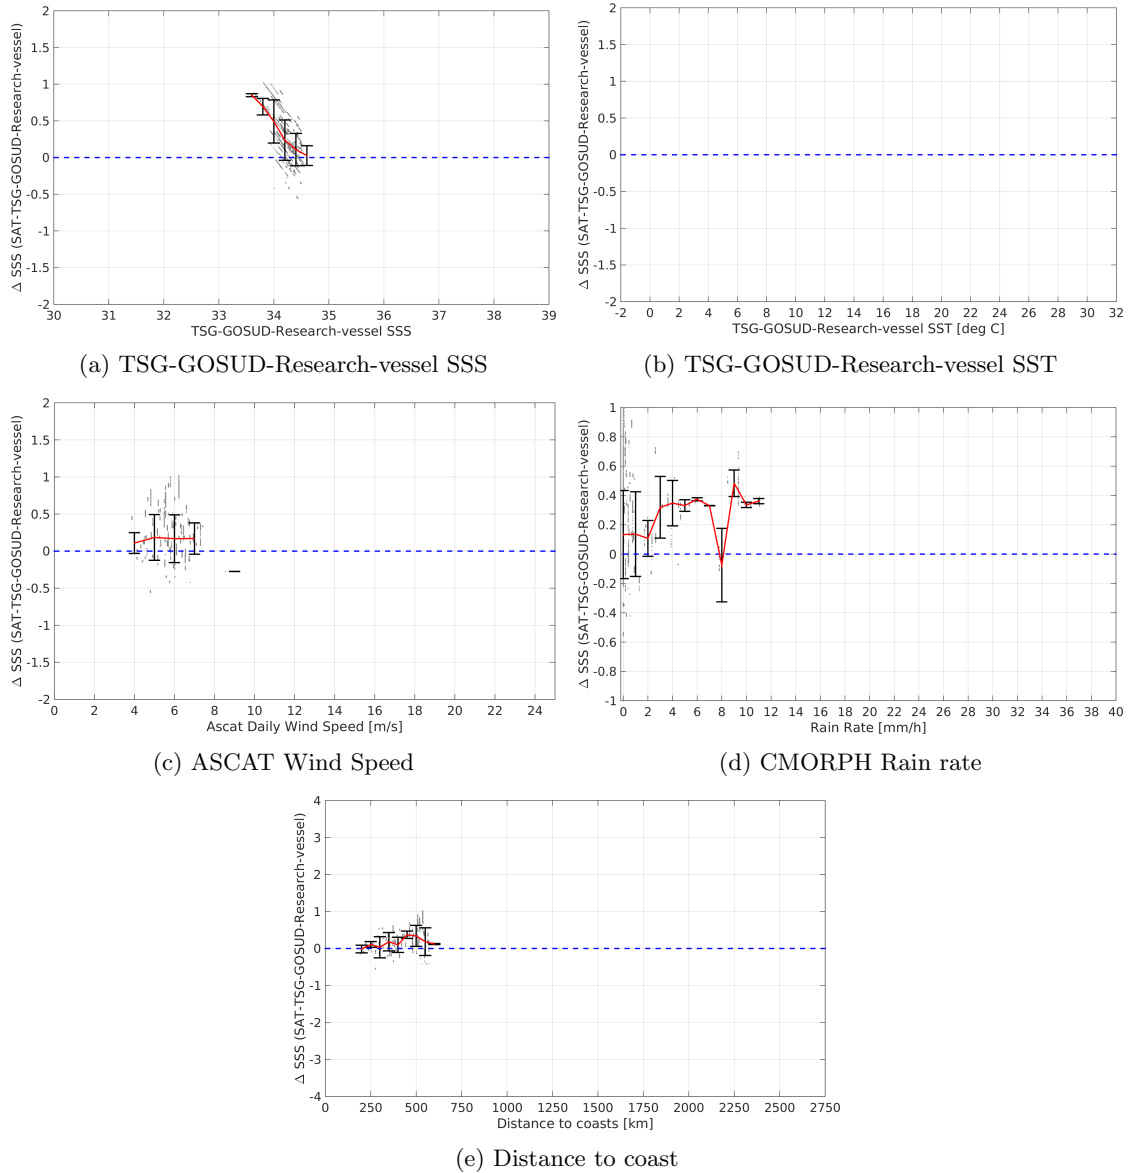 2
1.5
1
0.5
0
-0.5
-1
-1.5
-2
Δ SSS (SAT-TSG-GOSUD-Research-vessel)
30 31 32 33 34 35 36 37 38 39
TSG-GOSUD-Research-vessel SSS
(a) TSG-GOSUD-Research-vessel SSS
2
1.5
1
0.5
0
-0.5
-1
-1.5
-2
Δ SSS (SAT-TSG-GOSUD-Research-vessel)
-2 0 2 4 6 8 10 12 14 16 18 20 22 24 26 28 30 32
TSG-GOSUD-Research-vessel SST [deg C]
(b) TSG-GOSUD-Research-vessel SST
2
1.5
1
0.5
0
-0.5
-1
-1.5
-2
Δ SSS (SAT-TSG-GOSUD-Research-vessel)
0 2 4 6 8 10 12 14 16 18 20 22 24
Ascat Daily Wind Speed [m/s]
(c) ASCAT Wind Speed
1
0.8
0.6
0.4
0.2
0
-0.2
-0.4
-0.6
-0.8
-1
Δ SSS (SAT-TSG-GOSUD-Research-vessel)
0 2 4 6 8 10 12 14 16 18 20 22 24 26 28 30 32 34 36 38 40
Rain Rate [mm/h]
(d) CMORPH Rain rate
4
3
2
1
0
-1
-2
-3
-4
Δ SSS (SAT-TSG-GOSUD-Research-vessel)
0 250 500 750 1000 1250 1500 1750 2000 2250 2500 2750
Distance to coasts [km]
(e) Distance to coast